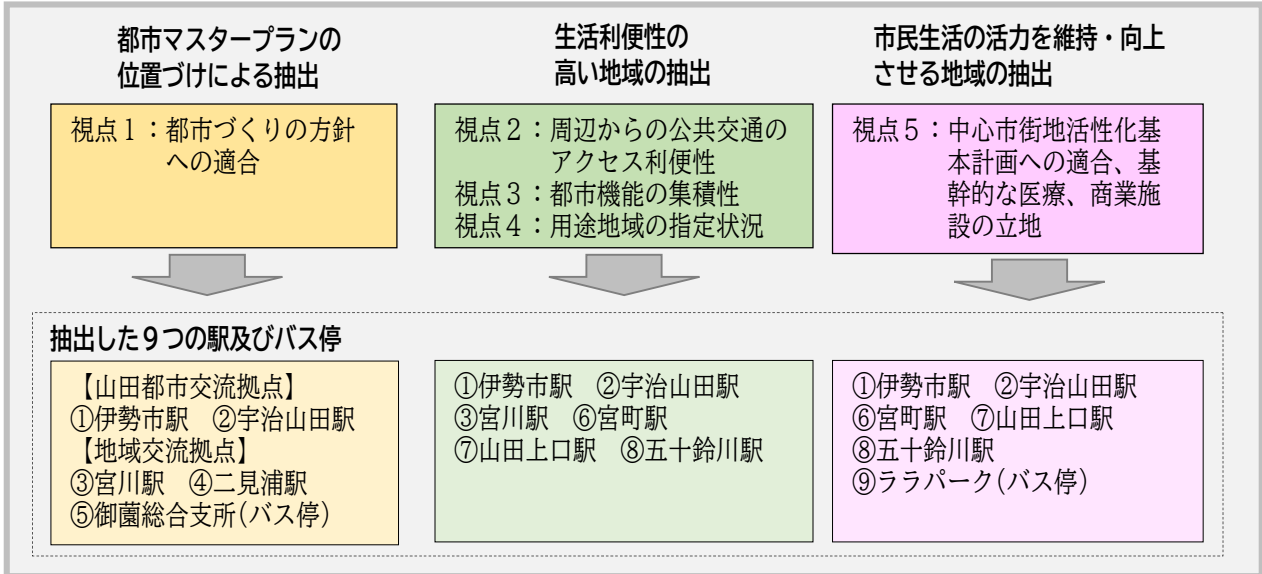 都市マスタープランの
位置づけによる抽出
視点１：都市づくりの方針
への適合
生活利便性の
高い地域の抽出
視点２：周辺からの公共交通の
アクセス利便性
視点３：都市機能の集積性
視点４：用途地域の指定状況
市民生活の活力を維持・向上
させる地域の抽出
視点５：中心市街地活性化基
本計画への適合、基
幹的な医療、商業施
設の立地
抽出した９つの駅及びバス停
【山田都市交流拠点】
①伊勢市駅　②宇治山田駅
【地域交流拠点】
③宮川駅　④二見浦駅
⑤御薗総合支所(バス停)
①伊勢市駅　②宇治山田駅
③宮川駅　⑥宮町駅
⑦山田上口駅　⑧五十鈴川駅
①伊勢市駅　②宇治山田駅
⑥宮町駅　⑦山田上口駅
⑧五十鈴川駅
⑨ララパーク(バス停)